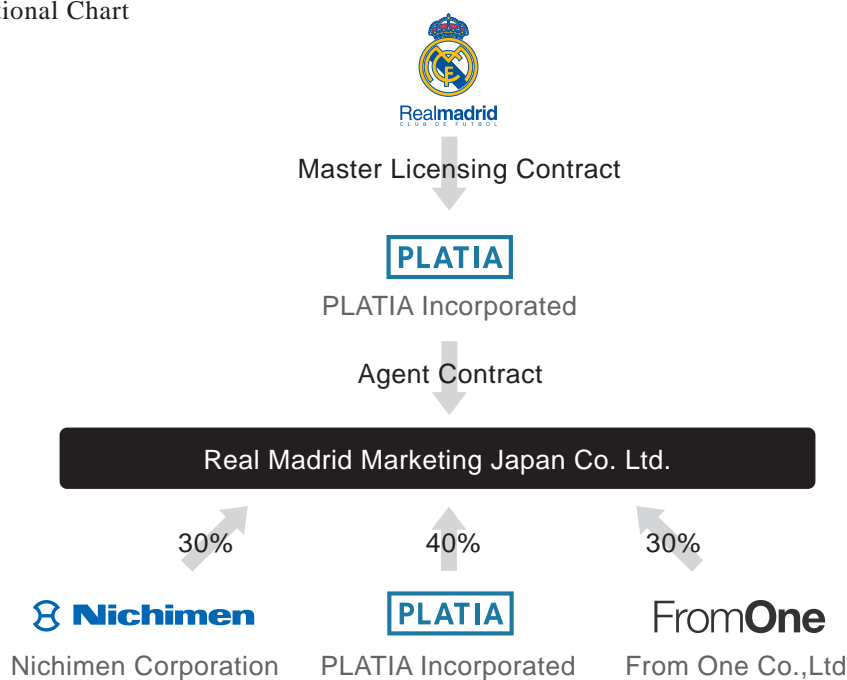 tional Chart
Realmadrid
CLUB DE FUTBOL
Master Licensing Contract
PLATIA
PLATIA Incorporated
Agent Contract
Real Madrid Marketing Japan Co. Ltd.
30% 40% 30%
Nichimen PLATIA FromOne
Nichimen Corporation PLATIA Incorporated From One Co.,Ltd